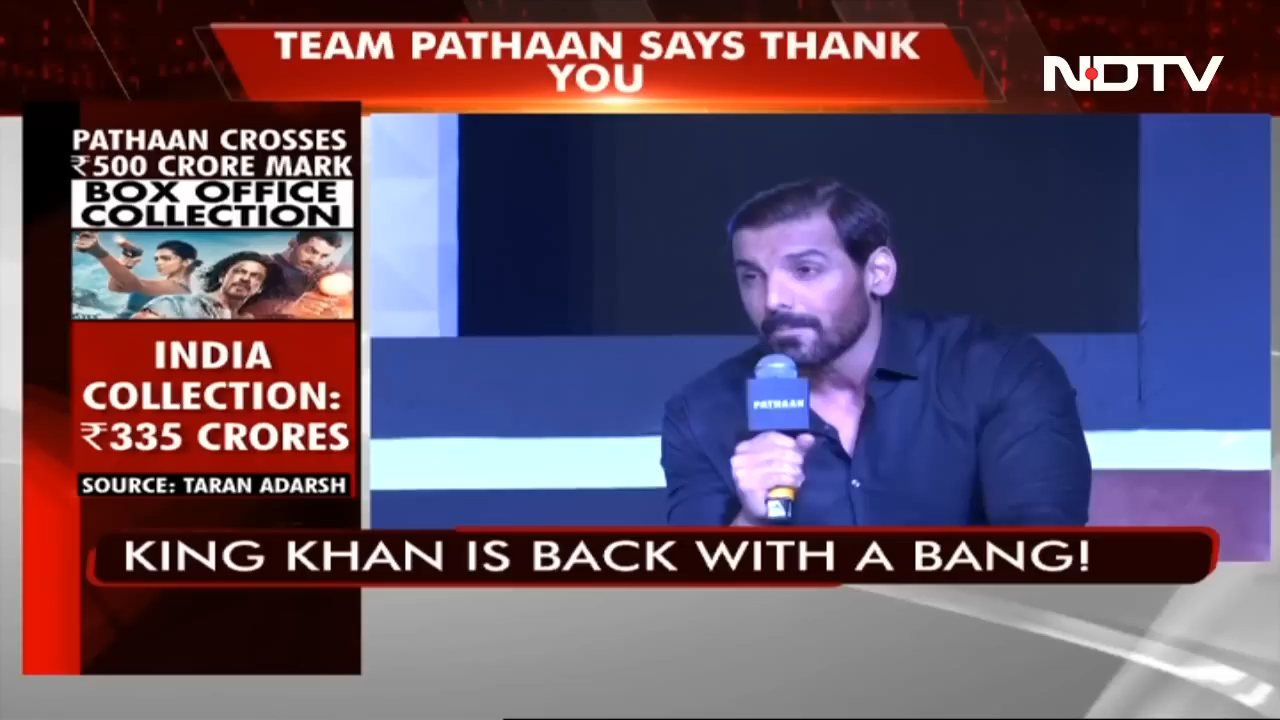 TEAM PATHAAN SAYS THANK
YOU
NDTV
PATHAAN CROSSES
₹500 CRORE MARK
BOX OFFICE
COLLECTION
INDIA
COLLECTION:
₹335 CRORES
SOURCE: TARAN ADARSH
PATHAAN
KING KHAN IS BACK WITH A BANG!